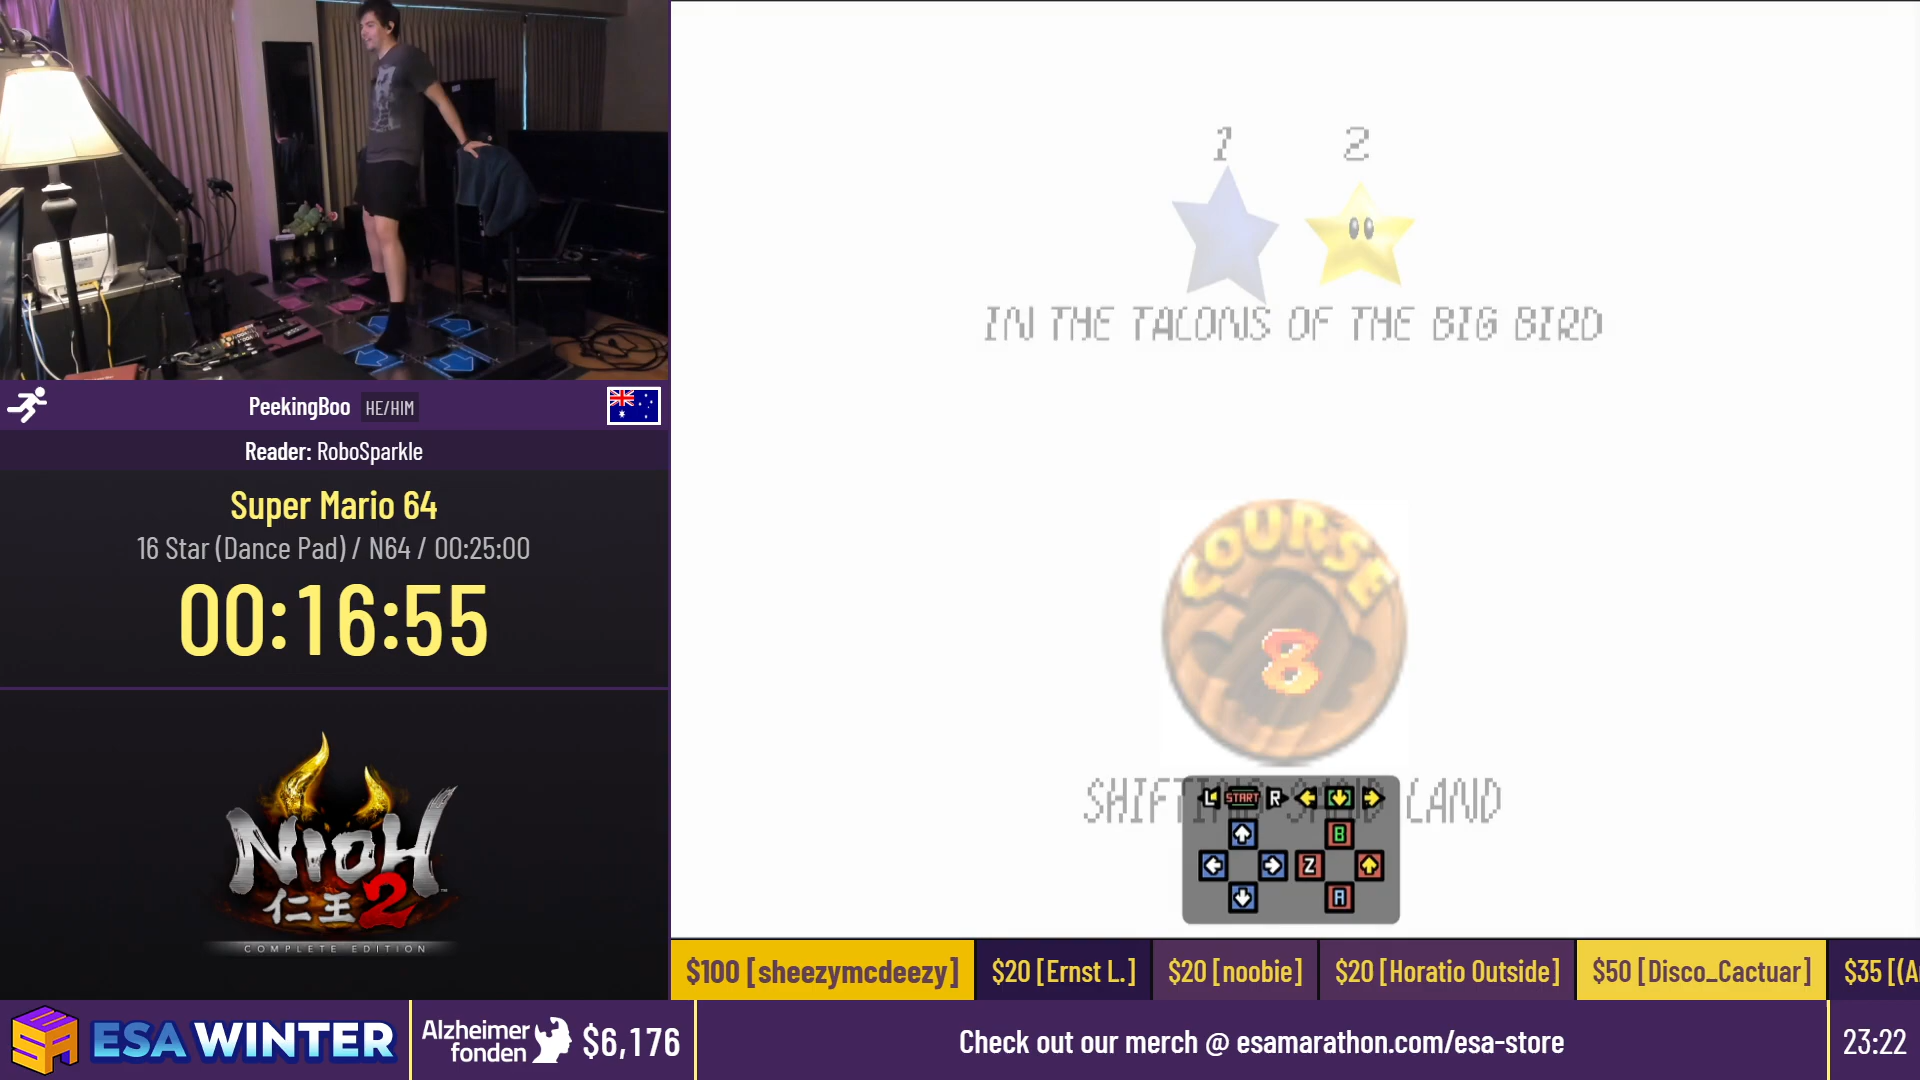 1 2
IN THE TALONS OF THE BIG BIRD
COURSE
8
SHIFTING SAND LAND
L START R
B
Z
A
PeekingBoo HE/HIM
Reader: RoboSparkle
Super Mario 64
16 Star (Dance Pad) / N64 / 00:25:00
00:16:55
NIOH
仁王2
COMPLETE EDITION
$100 [sheezymcdeezy] $20 [Ernst L.] $20 [noobie] $20 [Horatio Outside] $50 [Disco_Cactuar] $35 [(A
ESA WINTER
Alzheimer
fonden
$6,176
Check out our merch @ esamarathon.com/esa-store
23:22